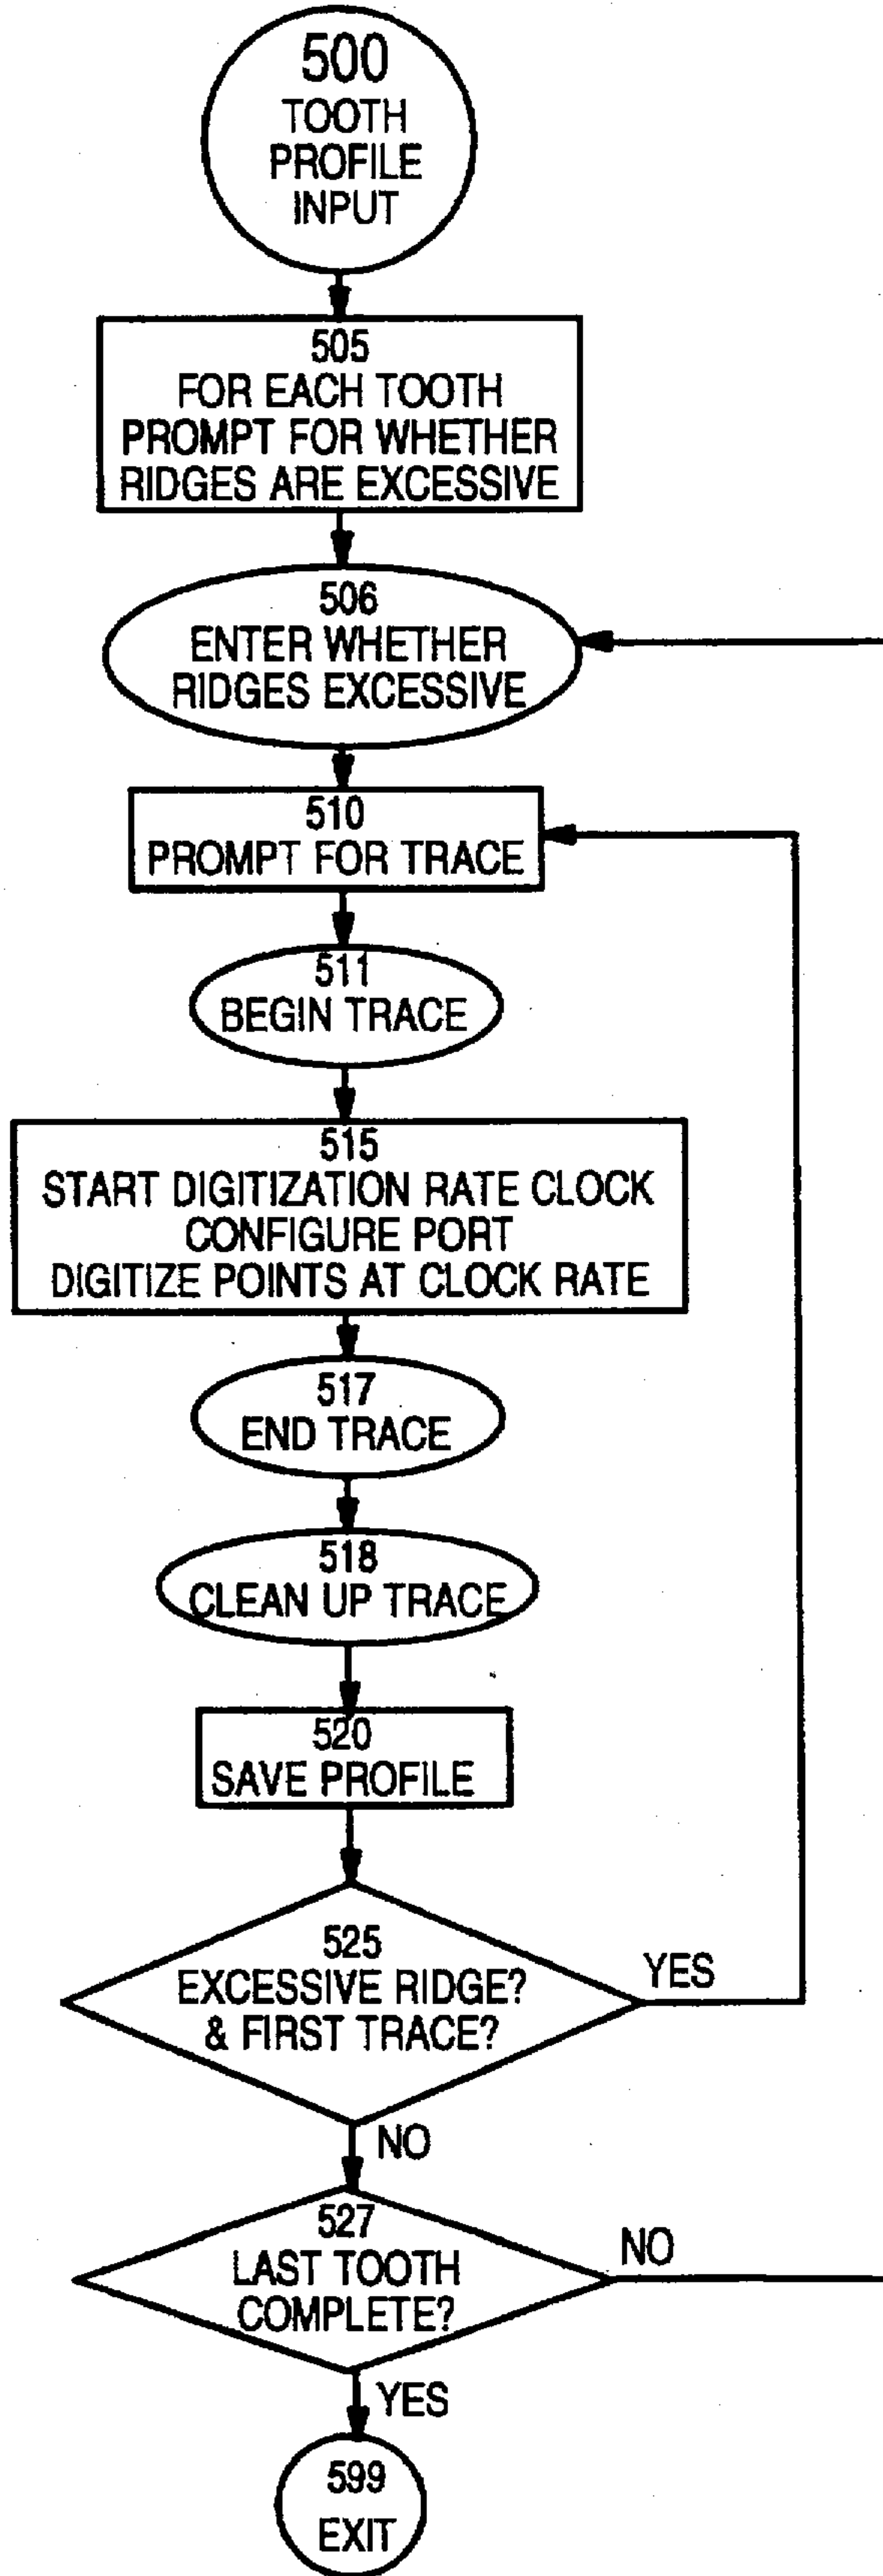 500
TOOTH
PROFILE
INPUT
505
FOR EACH TOOTH
PROMPT FOR WHETHER
RIDGES ARE EXCESSIVE
506
ENTER WHETHER
RIDGES EXCESSIVE
510
PROMPT FOR TRACE
511
BEGIN TRACE
515
START DIGITIZATION RATE CLOCK
CONFIGURE PORT
DIGITIZE POINTS AT CLOCK RATE
517
END TRACE
518
CLEAN UP TRACE
520
SAVE PROFILE
525
EXCESSIVE RIDGE?
& FIRST TRACE?
YES
NO
527
LAST TOOTH
COMPLETE?
NO
YES
599
EXIT